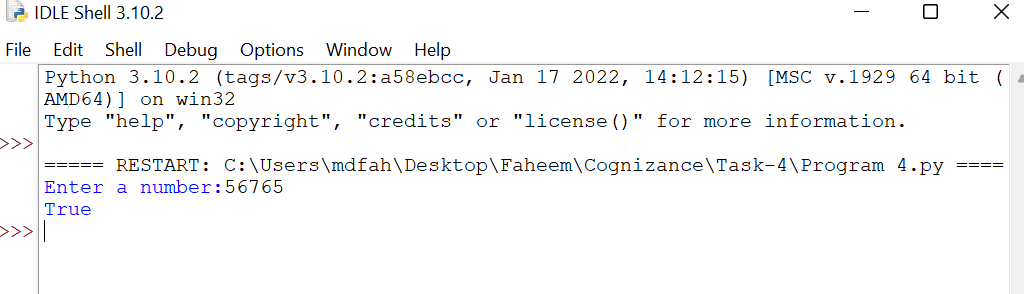 IDLE Shell 3.10.2
File Edit Shell Debug Options Window Help
Python 3.10.2 (tags/v3.10.2:a58ebcc, Jan 17 2022, 14:12:15) [MSC v.1929 64 bit (
AMD64)] on win32
Type "help", "copyright", "credits" or "license()" for more information.
>>>
===== RESTART: C:\Users\mdfah\Desktop\Faheem\Cognizance\Task-4\Program 4.py ====
Enter a number:56765
True
>>>